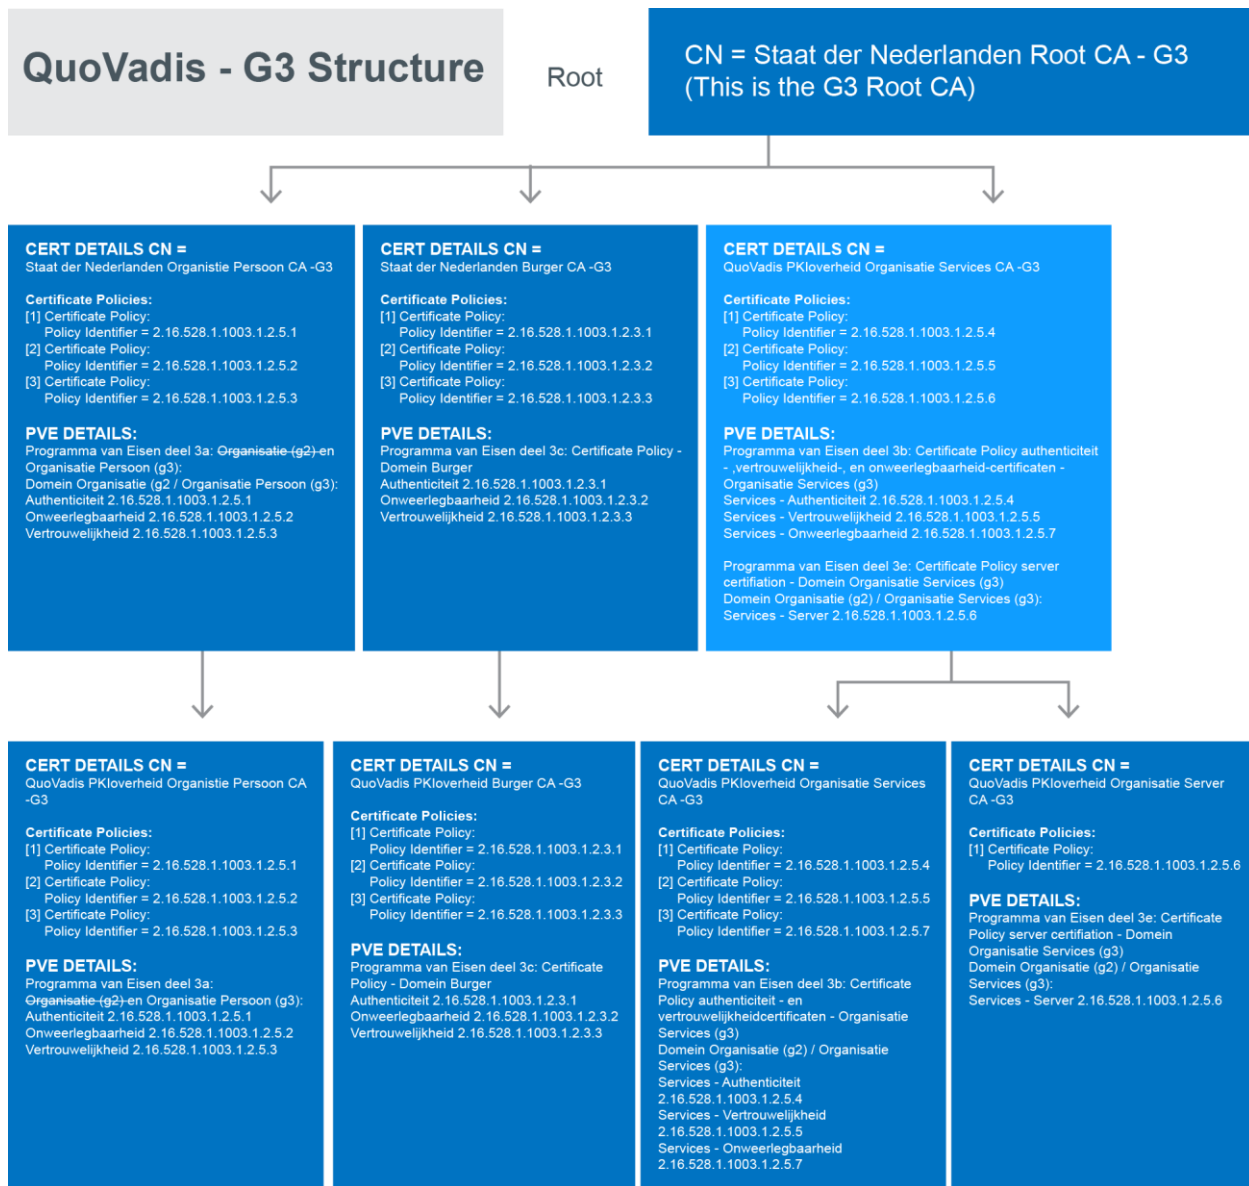 QuoVadis - G3 Structure
Root
CN = Staat der Nederlanden Root CA - G3
(This is the G3 Root CA)
CERT DETAILS CN =
Staat der Nederlanden Organistie Persoon CA -G3
Certificate Policies:
[1] Certificate Policy:
Policy Identifier = 2.16.528.1.1003.1.2.5.1
[2] Certificate Policy:
Policy Identifier = 2.16.528.1.1003.1.2.5.2
[3] Certificate Policy:
Policy Identifier = 2.16.528.1.1003.1.2.5.3
PVE DETAILS:
Programma van Eisen deel 3a: Organisatie (g2) en
Organisatie Persoon (g3):
Domein Organisatie (g2 / Organisatie Persoon (g3):
Authenticiteit 2.16.528.1.1003.1.2.5.1
Onweerlegbaarheid 2.16.528.1.1003.1.2.5.2
Vertrouwelijkheid 2.16.528.1.1003.1.2.5.3
CERT DETAILS CN =
Staat der Nederlanden Burger CA -G3
Certificate Policies:
[1] Certificate Policy:
Policy Identifier = 2.16.528.1.1003.1.2.3.1
[2] Certificate Policy:
Policy Identifier = 2.16.528.1.1003.1.2.3.2
[3] Certificate Policy:
Policy Identifier = 2.16.528.1.1003.1.2.3.3
PVE DETAILS:
Programma van Eisen deel 3c: Certificate Policy -
Domein Burger
Authenticiteit 2.16.528.1.1003.1.2.3.1
Onweerlegbaarheid 2.16.528.1.1003.1.2.3.2
Vertrouwelijkheid 2.16.528.1.1003.1.2.3.3
CERT DETAILS CN =
QuoVadis PKIoverheid Organisatie Services CA -G3
Certificate Policies:
[1] Certificate Policy:
Policy Identifier = 2.16.528.1.1003.1.2.5.4
[2] Certificate Policy:
Policy Identifier = 2.16.528.1.1003.1.2.5.5
[3] Certificate Policy:
Policy Identifier = 2.16.528.1.1003.1.2.5.6
PVE DETAILS:
Programma van Eisen deel 3b: Certificate Policy authenticiteit
- ,vertrouwelijkheid-, en onweerlegbaarheid-certificaten -
Organisatie Services (g3)
Services - Authenticiteit 2.16.528.1.1003.1.2.5.4
Services - Vertrouwelijkheid 2.16.528.1.1003.1.2.5.5
Services - Onweerlegbaarheid 2.16.528.1.1003.1.2.5.7
Programma van Eisen deel 3e: Certificate Policy server
certifiation - Domein Organisatie Services (g3)
Domein Organisatie (g2) / Organisatie Services (g3):
Services - Server 2.16.528.1.1003.1.2.5.6
CERT DETAILS CN =
QuoVadis PKIoverheid Organistie Persoon CA
-G3
Certificate Policies:
[1] Certificate Policy:
Policy Identifier = 2.16.528.1.1003.1.2.5.1
[2] Certificate Policy:
Policy Identifier = 2.16.528.1.1003.1.2.5.2
[3] Certificate Policy:
Policy Identifier = 2.16.528.1.1003.1.2.5.3
PVE DETAILS:
Programma van Eisen deel 3a:
Organisatie (g2) en Organisatie Persoon (g3):
Authenticiteit 2.16.528.1.1003.1.2.5.1
Onweerlegbaarheid 2.16.528.1.1003.1.2.5.2
Vertrouwelijkheid 2.16.528.1.1003.1.2.5.3
CERT DETAILS CN =
QuoVadis PKIoverheid Burger CA -G3
Certificate Policies:
[1] Certificate Policy:
Policy Identifier = 2.16.528.1.1003.1.2.3.1
[2] Certificate Policy:
Policy Identifier = 2.16.528.1.1003.1.2.3.2
[3] Certificate Policy:
Policy Identifier = 2.16.528.1.1003.1.2.3.3
PVE DETAILS:
Programma van Eisen deel 3c: Certificate
Policy - Domein Burger
Authenticiteit 2.16.528.1.1003.1.2.3.1
Onweerlegbaarheid 2.16.528.1.1003.1.2.3.2
Vertrouwelijkheid 2.16.528.1.1003.1.2.3.3
CERT DETAILS CN =
QuoVadis PKIoverheid Organisatie Services
CA -G3
Certificate Policies:
[1] Certificate Policy:
Policy Identifier = 2.16.528.1.1003.1.2.5.4
[2] Certificate Policy:
Policy Identifier = 2.16.528.1.1003.1.2.5.5
[3] Certificate Policy:
Policy Identifier = 2.16.528.1.1003.1.2.5.7
PVE DETAILS:
Programma van Eisen deel 3b: Certificate
Policy authenticiteit - en
vertrouwelijkheidcertificaten - Organisatie
Services (g3)
Domein Organisatie (g2) / Organisatie
Services (g3):
Services - Authenticiteit
2.16.528.1.1003.1.2.5.4
Services - Vertrouwelijkheid
2.16.528.1.1003.1.2.5.5
Services - Onweerlegbaarheid
2.16.528.1.1003.1.2.5.7
CERT DETAILS CN =
QuoVadis PKIoverheid Organisatie Server
CA -G3
Certificate Policies:
[1] Certificate Policy:
Policy Identifier = 2.16.528.1.1003.1.2.5.6
PVE DETAILS:
Programma van Eisen deel 3e: Certificate
Policy server certifiation - Domein
Organisatie Services (g3)
Domein Organisatie (g2) / Organisatie
Services (g3):
Services - Server 2.16.528.1.1003.1.2.5.6